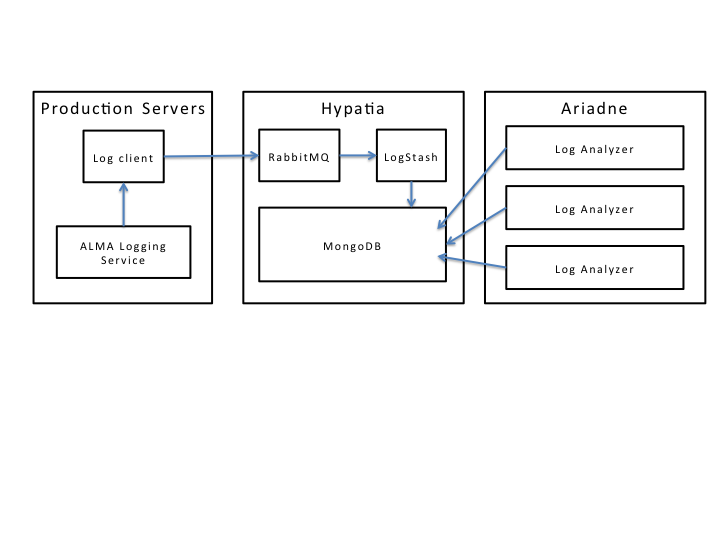 Production Servers
Log client
ALMA Logging
Service
Hypatia
RabbitMQ
LogStash
MongoDB
Ariadne
Log Analyzer
Log Analyzer
Log Analyzer